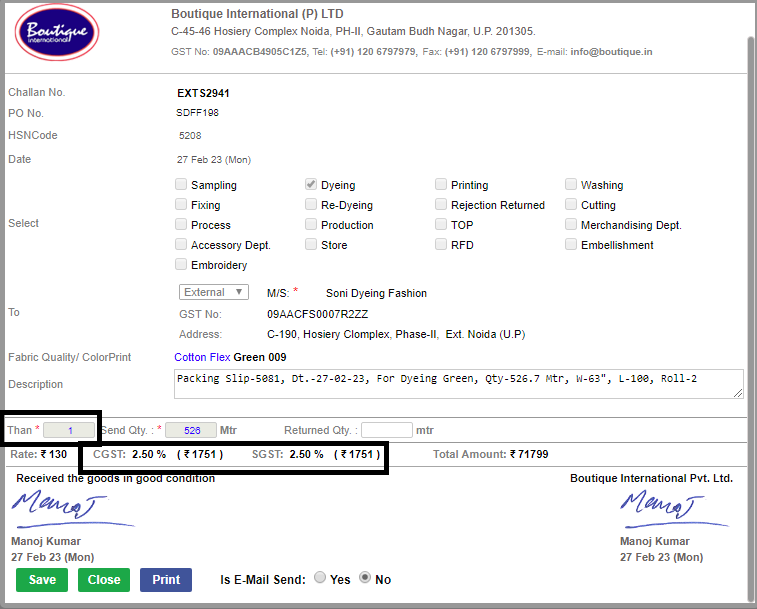 Boutique
international
Boutique International (P) LTD
C-45-46 Hosiery Complex Noida, PH-II, Gautam Budh Nagar, U.P. 201305.
GST No: 09AAACB4905C1Z5, Tel: (+91) 120 6797979, Fax: (+91) 120 6797999, E-mail: info@boutique.in
Challan No. EXTS2941
PO No. SDFF198
HSNCode 5208
Date 27 Feb 23 (Mon)
Sampling Dyeing Printing Washing
Fixing Re-Dyeing Rejection Returned Cutting
Select Process Production TOP Merchandising Dept.
Accessory Dept. Store RFD Embellishment
Embroidery
External ▼ M/S: * Soni Dyeing Fashion
To GST No: 09AACFS0007R2ZZ
Address: C-190, Hosiery Clomplex, Phase-II, Ext. Noida (U.P)
Fabric Quality/ ColorPrint Cotton Flex Green 009
Description Packing Slip-5081, Dt.-27-02-23, For Dyeing Green, Qty-526.7 Mtr, W-63", L-100, Roll-2
Than * 1 Send Qty. : * 526 Mtr Returned Qty. : mtr
Rate: ₹ 130 CGST: 2.50 % ( ₹ 1751 ) SGST: 2.50 % ( ₹ 1751 ) Total Amount: ₹ 71799
Received the goods in good condition Boutique International Pvt. Ltd.
Manoj Manoj
Manoj Kumar Manoj Kumar
27 Feb 23 (Mon) 27 Feb 23 (Mon)
Save Close Print Is E-Mail Send: Yes No